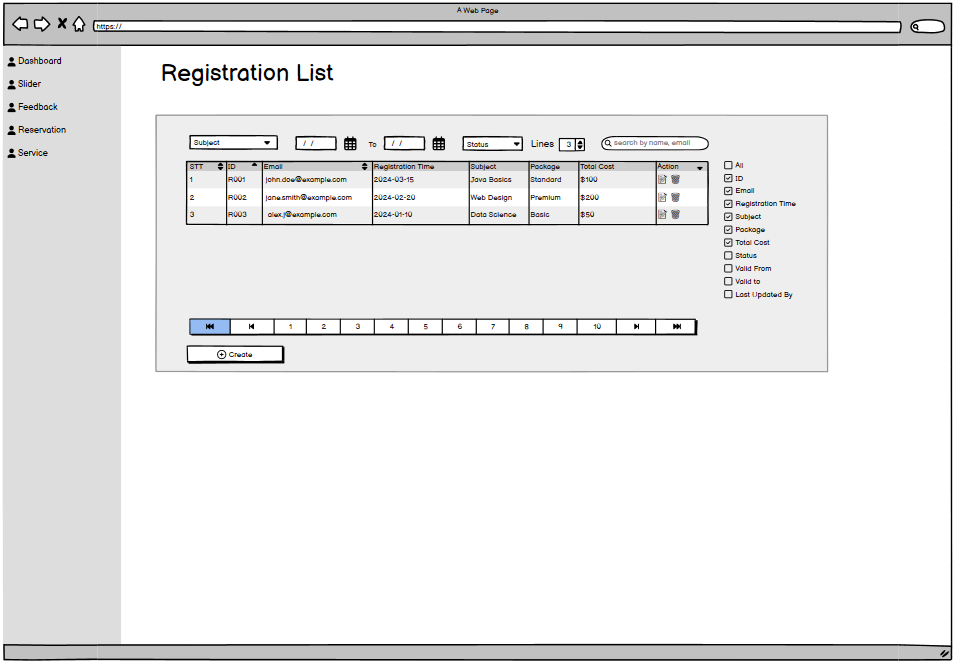 A Web Page
https://
Dashboard
Slider
Feedback
Reservation
Service
Registration List
Subject / / To / / Status Lines 3 search by name, email
STT ID Email Registration Time Subject Package Total Cost Action
1 R001 john.doe@example.com 2024-03-15 Java Basics Standard $100
2 R002 jane.smith@example.com 2024-02-20 Web Design Premium $200
3 R003 alex.j@example.com 2024-01-10 Data Science Basic $50
All
ID
Email
Registration Time
Subject
Package
Total Cost
Status
Valid From
Valid to
Last Updated By
1 2 3 4 5 6 7 8 9 10
Create